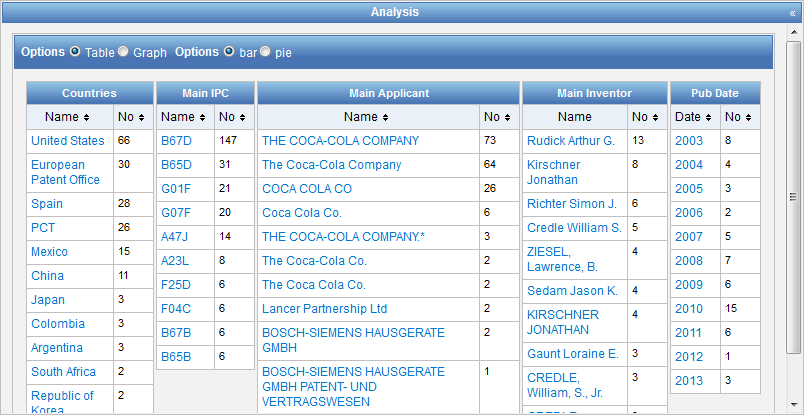 Analysis «
Options Table Graph Options bar pie
Countries
Name No
United States 66
European 30
Patent Office
Spain 28
PCT 26
Mexico 15
China 11
Japan 3
Colombia 3
Argentina 3
South Africa 2
Republic of 2
Korea
Main IPC
Name No
B67D 147
B65D 31
G01F 21
G07F 20
A47J 14
A23L 8
F25D 6
F04C 6
B67B 6
B65B 6
Main Applicant
Name No
THE COCA-COLA COMPANY 73
The Coca-Cola Company 64
COCA COLA CO 26
Coca Cola Co. 6
THE COCA-COLA COMPANY.* 3
The Coca-Cola Co. 2
The Coca Cola Co. 2
Lancer Partnership Ltd 2
BOSCH-SIEMENS HAUSGERATE 2
GMBH
BOSCH-SIEMENS HAUSGERATE 1
GMBH PATENT- UND
VERTRAGSWESEN
Main Inventor
Name No
Rudick Arthur G. 13
Kirschner 8
Jonathan
Richter Simon J. 6
Credle William S. 5
ZIESEL, 4
Lawrence, B.
Sedam Jason K. 4
KIRSCHNER 4
JONATHAN
Gaunt Loraine E. 3
CREDLE, 3
William, S., Jr.
Pub Date
Date No
2003 8
2004 4
2005 3
2006 2
2007 5
2008 7
2009 6
2010 15
2011 6
2012 1
2013 3